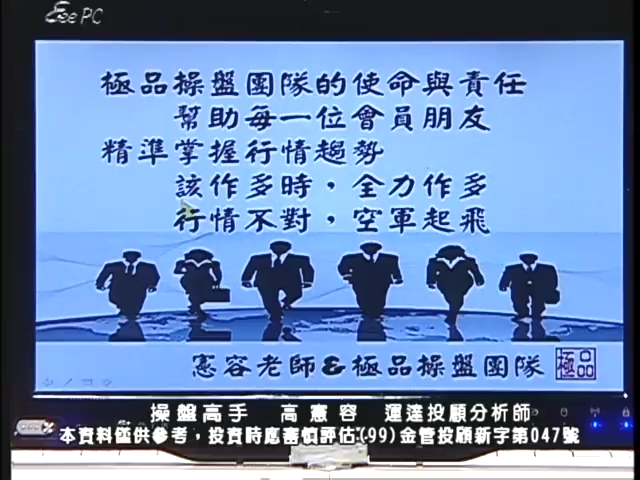 Eee PC
極品操盤團隊的使命與責任
幫助每一位會員朋友
精準掌握行情趨勢
該作多時，全力作多
行情不對，空軍起飛
憲容老師&極品操盤團隊 極品
操盤高手 高憲容 運達投顧分析師
本資料僅供參考，投資時應審慎評估(99)金管投顧新字第047號